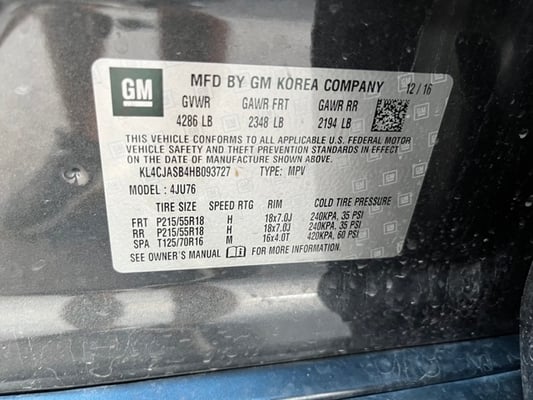 GM
MFD BY GM KOREA COMPANY 12/16
GVWR GAWR FRT GAWR RR
4286 LB 2348 LB 2194 LB
THIS VEHICLE CONFORMS TO ALL APPLICABLE U.S. FEDERAL MOTOR
VEHICLE SAFETY, BUMPER, AND THEFT PREVENTION STANDARDS IN EFFECT ON THE
DATE OF MANUFACTURE SHOWN ABOVE.
KL4CJASB4HB093727 TYPE: MPV
MODEL: 4JU76
TIRE SIZE SPEED RTG RIM COLD TIRE PRESSURE
FRT P215/55R18 H 18x7.0J 240KPA, 35 PSI
RR P215/55R18 H 18x7.0J 240KPA, 35 PSI
SPA T125/70R16 M 16x4.0T 420KPA, 60 PSI
SEE OWNER'S MANUAL FOR MORE INFORMATION.